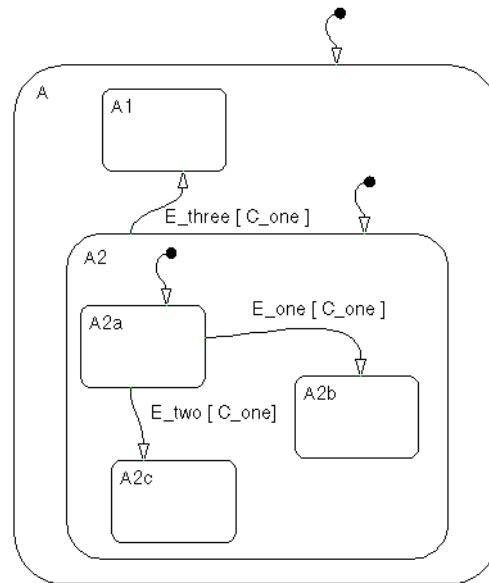 A
A1
E_three [ C_one ]
A2
E_one [ C_one ]
A2a
A2b
E_two [ C_one]
A2c